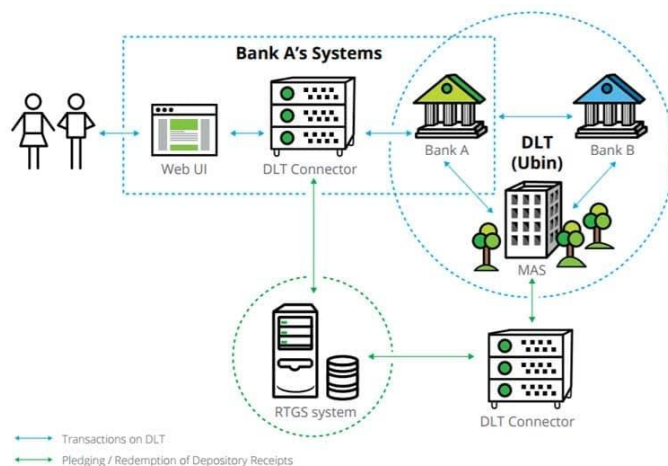 Bank A's Systems
Web UI
DLT Connector
Bank A
DLT
(Ubin)
Bank B
MAS
RTGS system
DLT Connector
Transactions on DLT
Pledging / Redemption of Depository Receipts